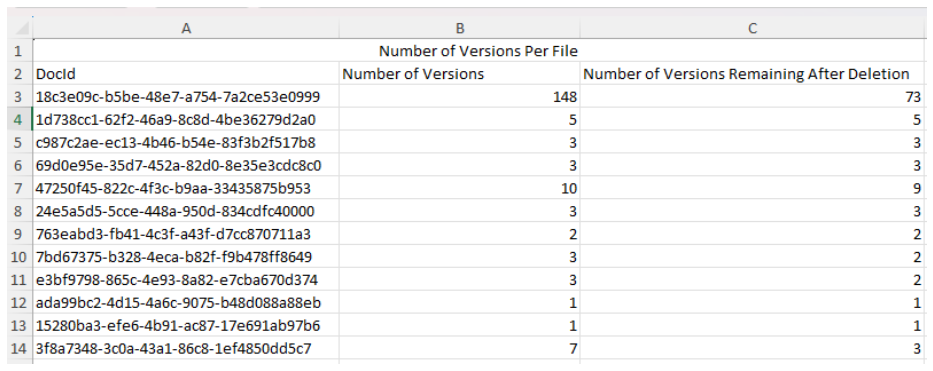 A B C
1 Number of Versions Per File
2 DocId Number of Versions Number of Versions Remaining After Deletion
3 18c3e09c-b5be-48e7-a754-7a2ce53e0999 148 73
4 1d738cc1-62f2-46a9-8c8d-4be36279d2a0 5 5
5 c987c2ae-ec13-4b46-b54e-83f3b2f517b8 3 3
6 69d0e95e-35d7-452a-82d0-8e35e3cdc8c0 3 3
7 47250f45-822c-4f3c-b9aa-33435875b953 10 9
8 24e5a5d5-5cce-448a-950d-834cdfc40000 3 3
9 763eabd3-fb41-4c3f-a43f-d7cc870711a3 2 2
10 7bd67375-b328-4eca-b82f-f9b478ff8649 3 2
11 e3bf9798-865c-4e93-8a82-e7cba670d374 3 2
12 ada99bc2-4d15-4a6c-9075-b48d088a88eb 1 1
13 15280ba3-efe6-4b91-ac87-17e691ab97b6 1 1
14 3f8a7348-3c0a-43a1-86c8-1ef4850dd5c7 7 3